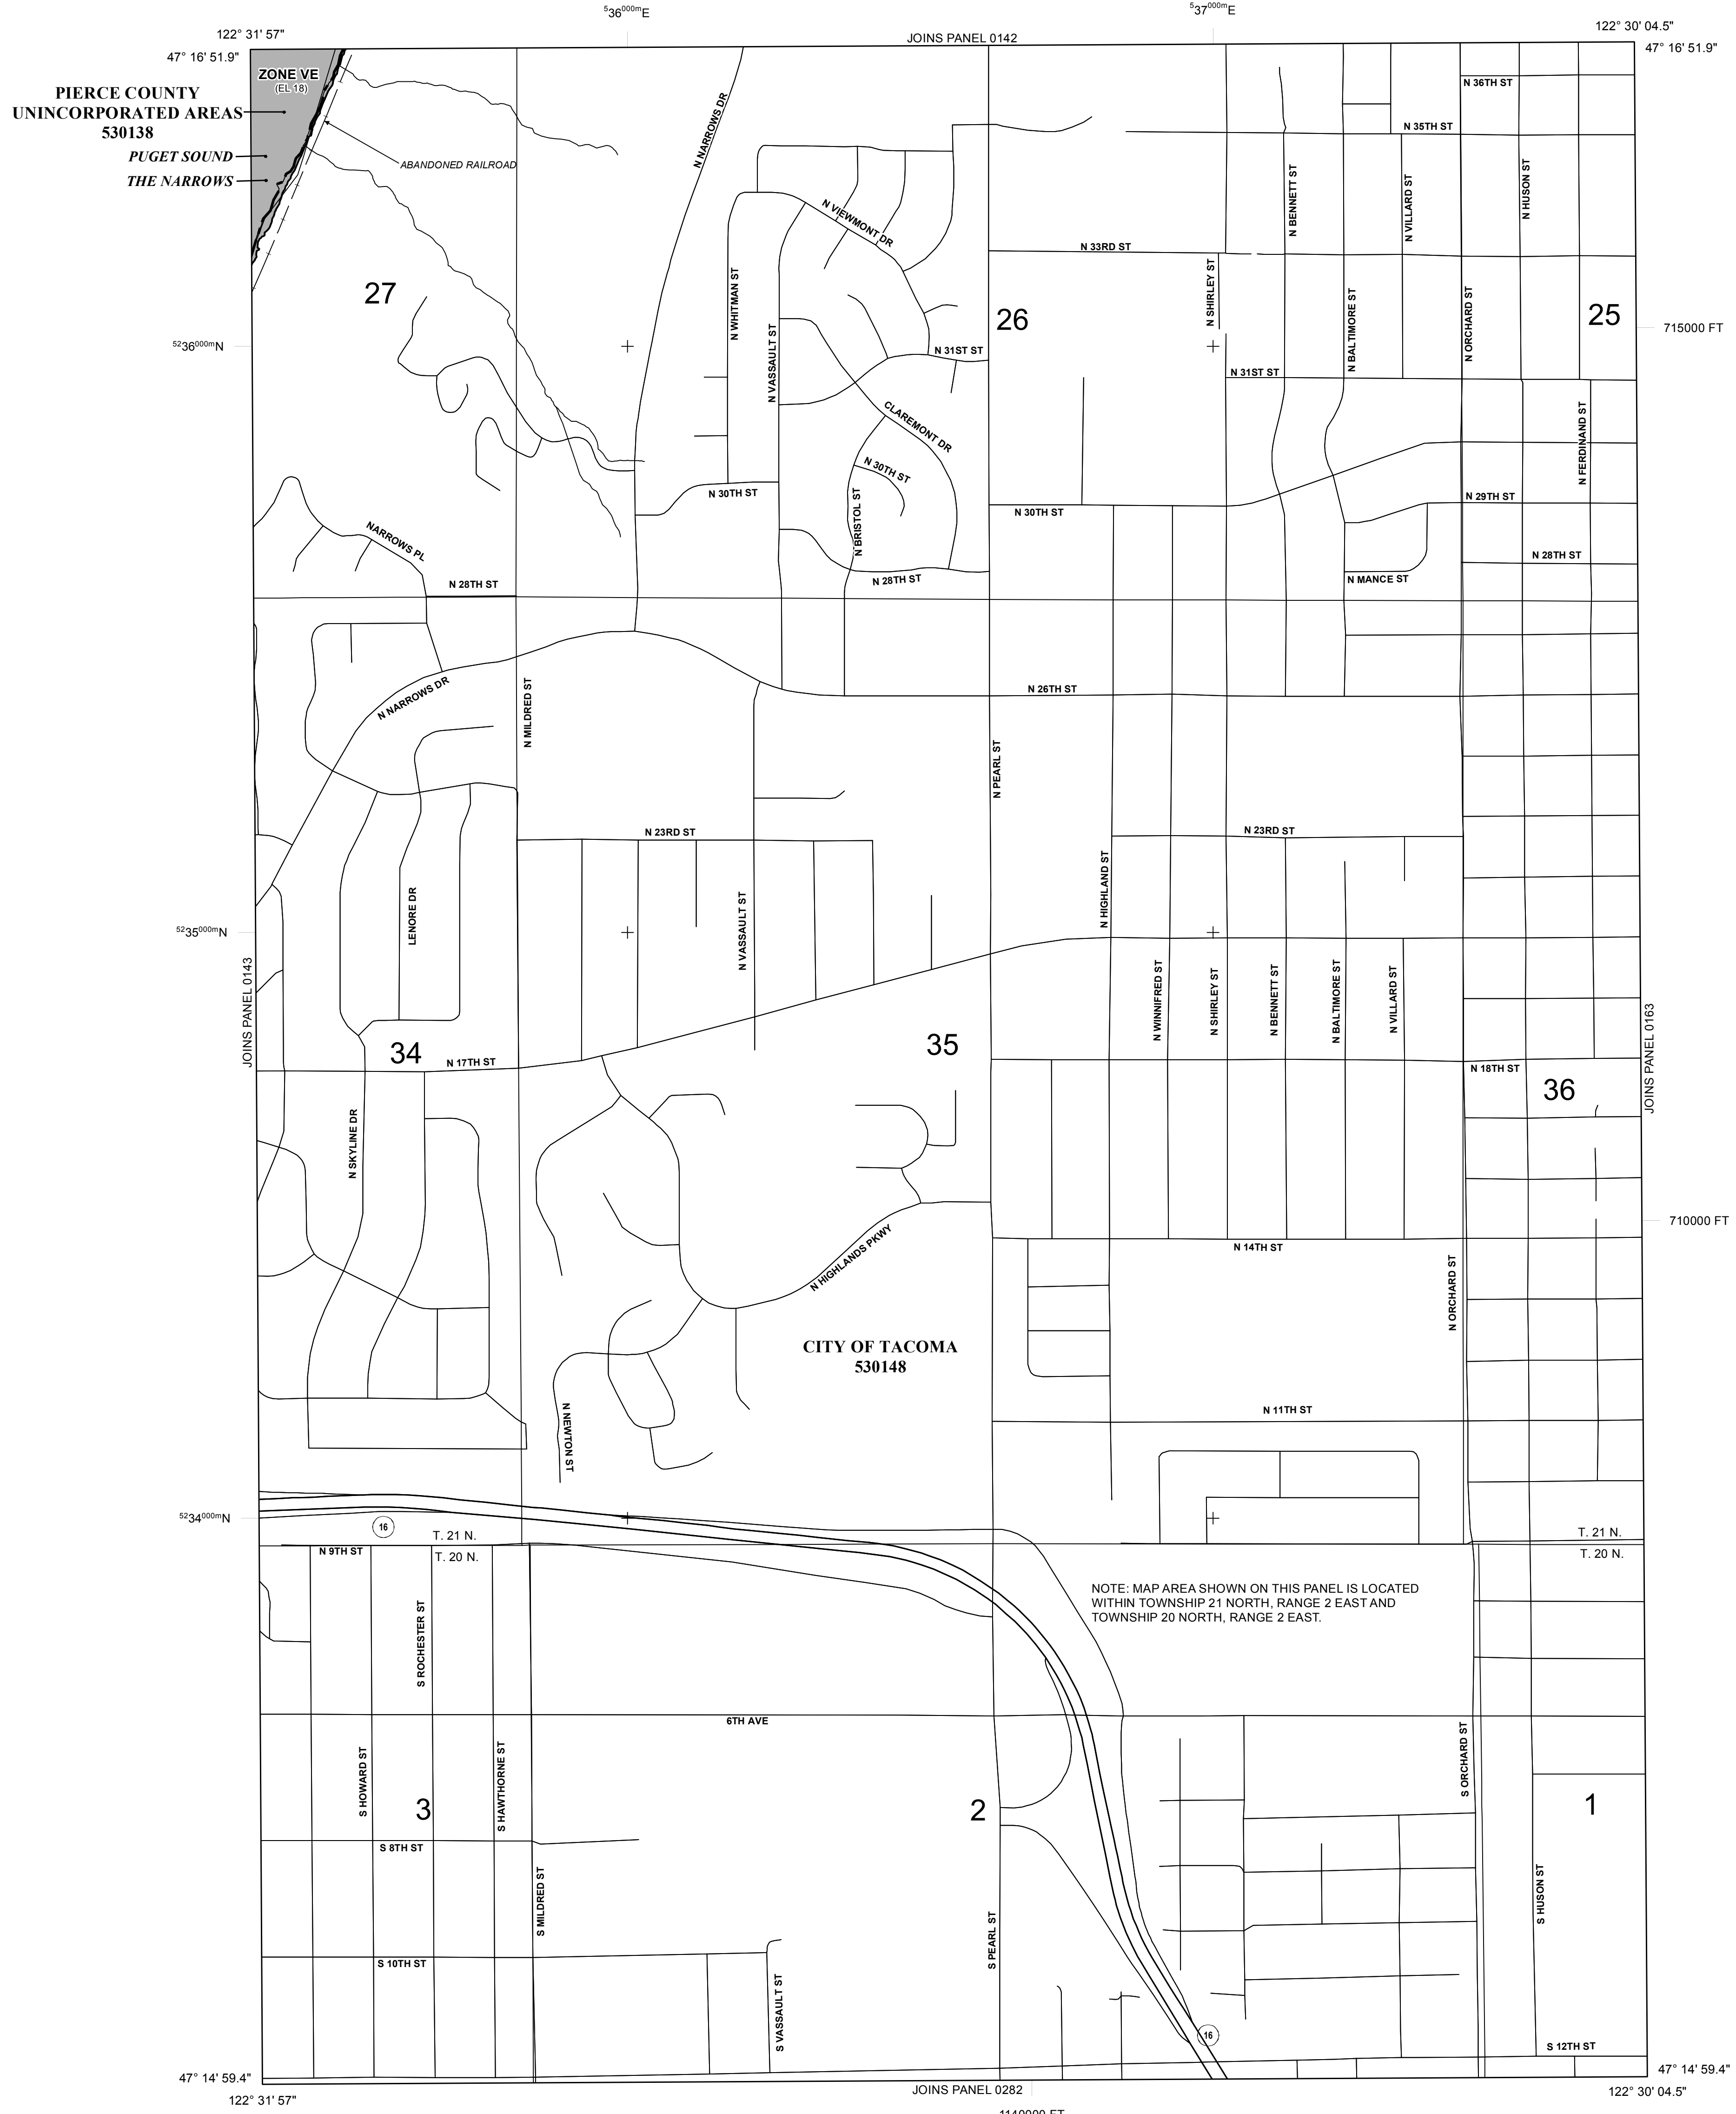 536000mE
537000mE
122° 31' 57"
JOINS PANEL 0142
122° 30' 04.5"
47° 16' 51.9"
47° 16' 51.9"
ZONE VE
(EL 18)
PIERCE COUNTY
UNINCORPORATED AREAS
530138
PUGET SOUND
THE NARROWS
ABANDONED RAILROAD
N NARROWS DR
N 36TH ST
N 35TH ST
N BENNETT ST
N VILLARD ST
N HUSON ST
N VIEWMONT DR
N 33RD ST
N SHIRLEY ST
N WHITMAN ST
N VASSAULT ST
N BALTIMORE ST
N ORCHARD ST
27
26
25
715000 FT
5236000mN
N 31ST ST
N 31ST ST
CLAREMONT DR
N FERDINAND ST
N 30TH ST
N 30TH ST
N BRISTOL ST
N 30TH ST
N 29TH ST
NARROWS PL
N 28TH ST
N 28TH ST
N MANCE ST
N 28TH ST
N NARROWS DR
N MILDRED ST
N 26TH ST
N PEARL ST
N 23RD ST
N 23RD ST
N HIGHLAND ST
LENORE DR
N VASSAULT ST
5235000mN
JOINS PANEL 0143
N WINNIFRED ST
N SHIRLEY ST
N BENNETT ST
N BALTIMORE ST
N VILLARD ST
JOINS PANEL 0163
34
N 17TH ST
35
N 18TH ST
36
N SKYLINE DR
710000 FT
N 14TH ST
N HIGHLANDS PKWY
N ORCHARD ST
CITY OF TACOMA
530148
N NEWTON ST
N 11TH ST
5234000mN
16
T. 21 N.
T. 21 N.
N 9TH ST
T. 20 N.
T. 20 N.
NOTE: MAP AREA SHOWN ON THIS PANEL IS LOCATED
WITHIN TOWNSHIP 21 NORTH, RANGE 2 EAST AND
TOWNSHIP 20 NORTH, RANGE 2 EAST.
S ROCHESTER ST
6TH AVE
S HOWARD ST
S HAWTHORNE ST
S ORCHARD ST
3
2
1
S 8TH ST
S MILDRED ST
S PEARL ST
S HUSON ST
S 10TH ST
S VASSAULT ST
16
S 12TH ST
47° 14' 59.4"
47° 14' 59.4"
122° 31' 57"
JOINS PANEL 0282
122° 30' 04.5"
1140000 FT